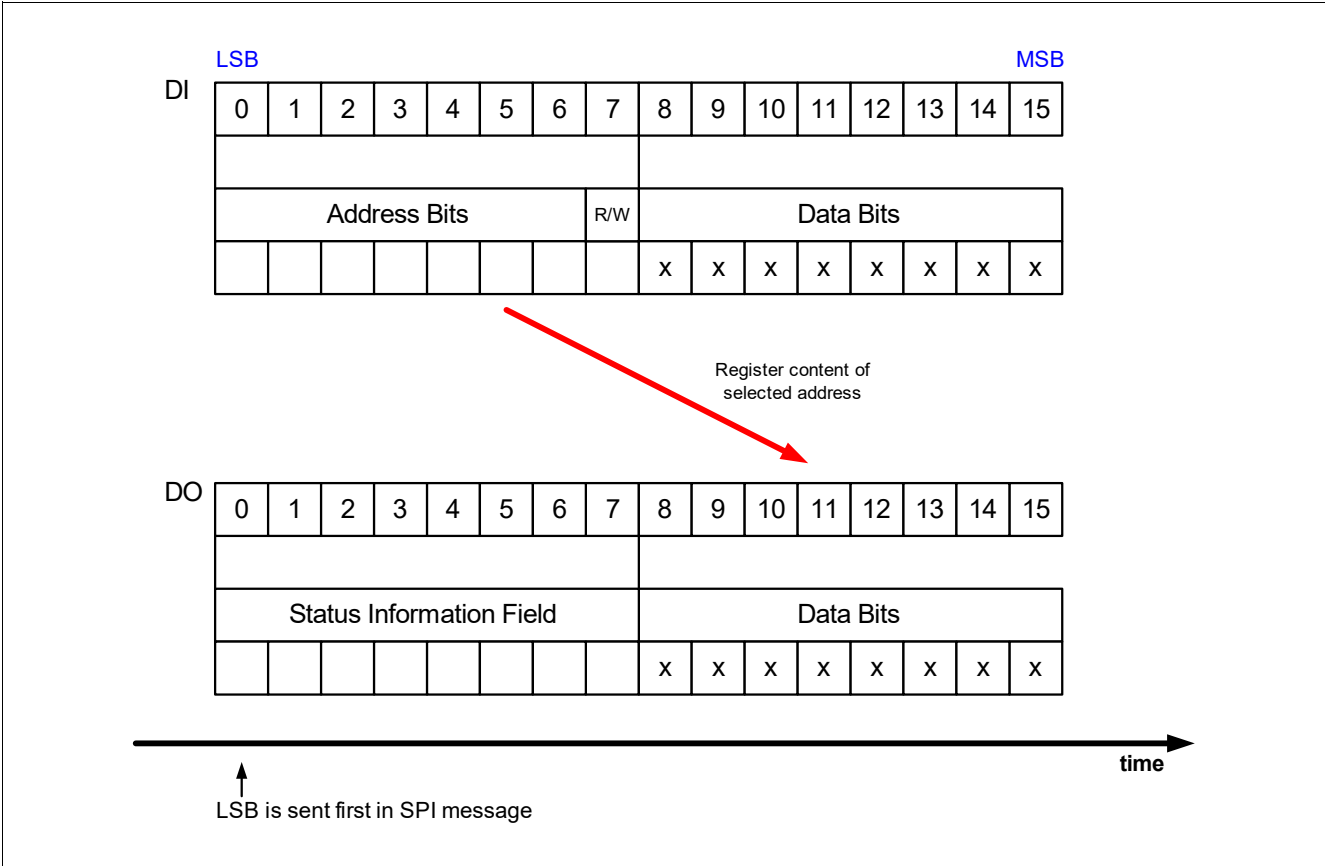 LSB MSB
DI
0 1 2 3 4 5 6 7 8 9 10 11 12 13 14 15
Address Bits R/W Data Bits
x x x x x x x x
Register content of
selected address
DO
0 1 2 3 4 5 6 7 8 9 10 11 12 13 14 15
Status Information Field Data Bits
x x x x x x x x
time
LSB is sent first in SPI message